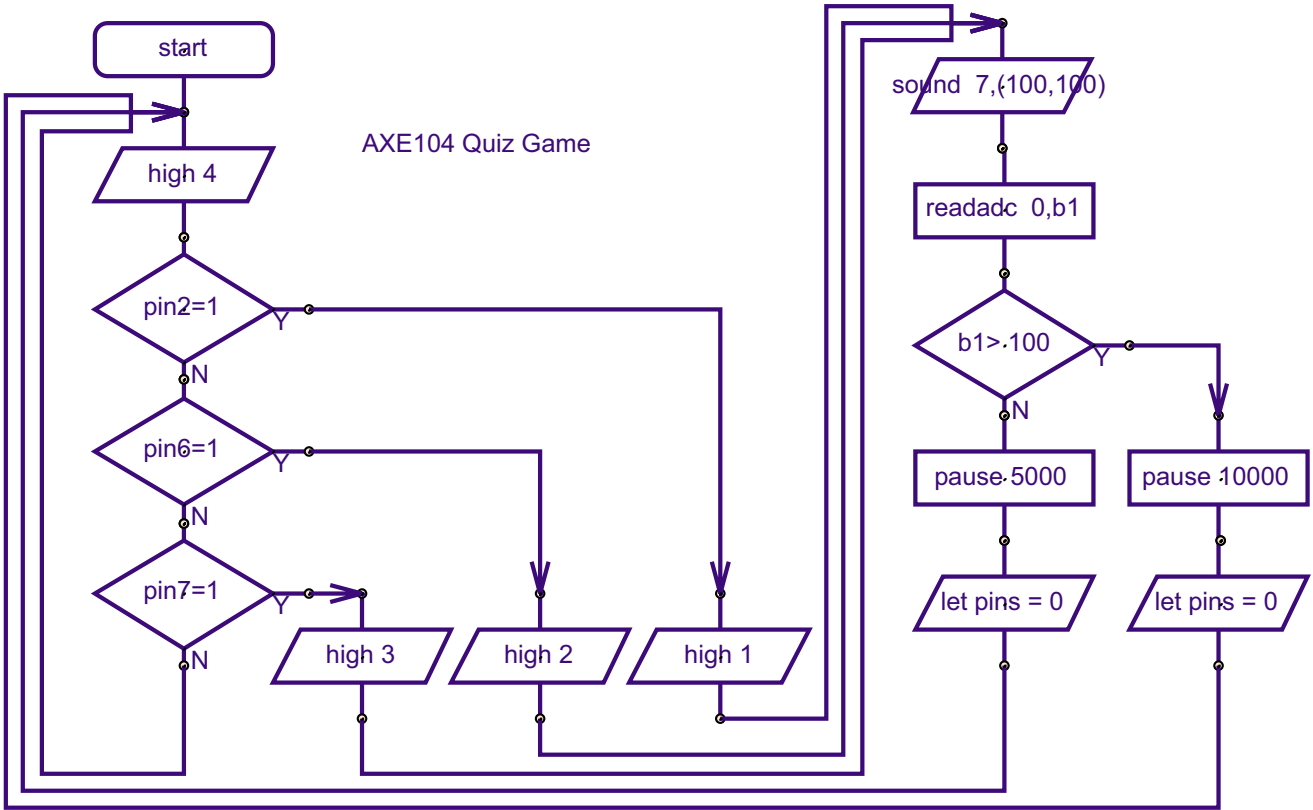 start
AXE104 Quiz Game
high 4
pin2=1
Y
N
pin6=1
Y
N
pin7=1
Y
N
high 3
high 2
high 1
sound 7,(100,100)
readadc 0,b1
b1> 100
Y
N
pause 5000
pause 10000
let pins = 0
let pins = 0